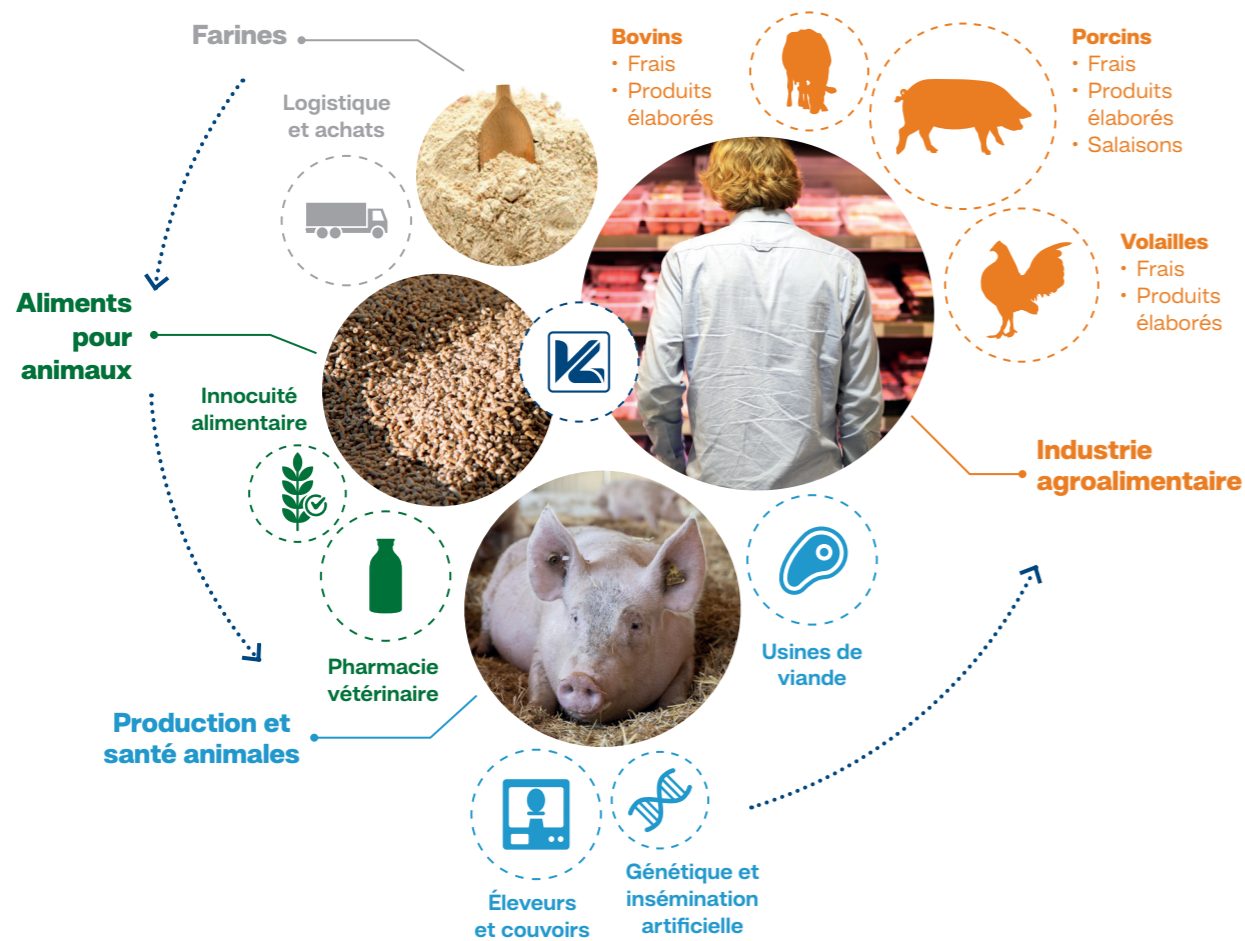 Farines
Logistique
et achats
Bovins
• Frais
• Produits
élaborés
Porcins
• Frais
• Produits
élaborés
• Salaisons
Volailles
• Frais
• Produits
élaborés
Aliments
pour
animaux
Innocuité
alimentaire
Pharmacie
vétérinaire
Industrie
agroalimentaire
Usines de
viande
Production et
santé animales
Éleveurs
et couvoirs
Génétique et
insémination
artificielle